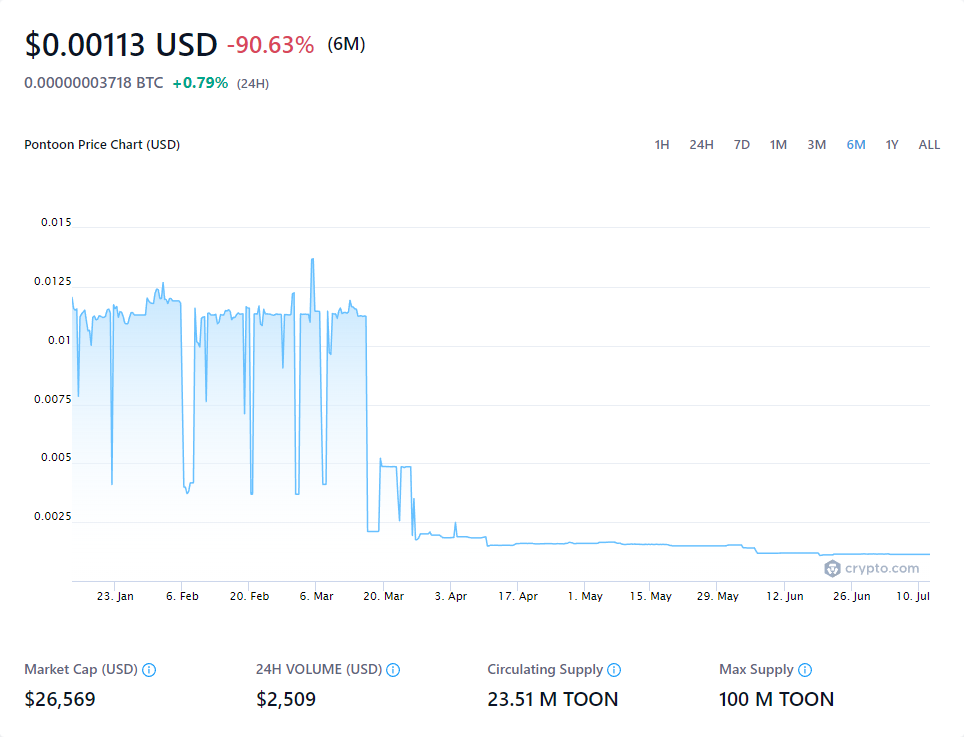 $0.00113 USD -90.63% (6M)
0.00000003718 BTC +0.79% (24H)
Pontoon Price Chart (USD) 1H 24H 7D 1M 3M 6M 1Y ALL
0.015
0.0125
0.01
0.0075
0.005
0.0025
crypto.com
23. Jan 6. Feb 20. Feb 6. Mar 20. Mar 3. Apr 17. Apr 1. May 15. May 29. May 12. Jun 26. Jun 10. Jul
Market Cap (USD) 24H VOLUME (USD) Circulating Supply Max Supply
$26,569 $2,509 23.51 M TOON 100 M TOON